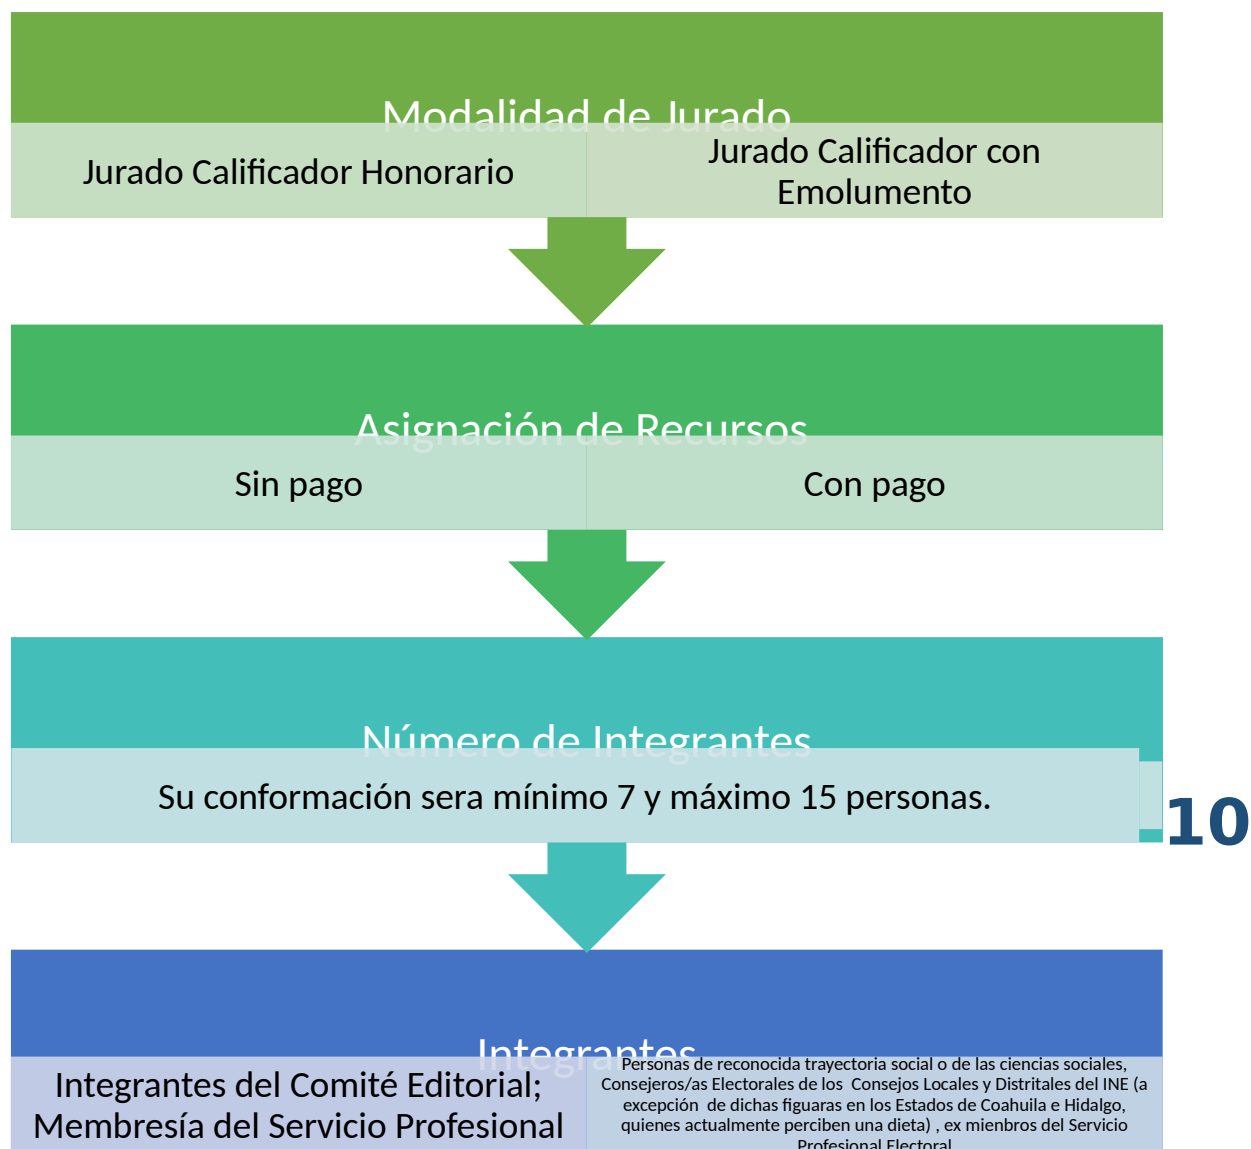 Modalidad de Jurado
Jurado Calificador Honorario
Jurado Calificador con
Emolumento
Asignación de Recursos
Sin pago
Con pago
Número de Integrantes
Su conformación sera mínimo 7 y máximo 15 personas.
10
Integrantes
Integrantes del Comité Editorial;
Membresía del Servicio Profesional
Personas de reconocida trayectoria social o de las ciencias sociales,
Consejeros/as Electorales de los Consejos Locales y Distritales del INE (a
excepción de dichas figuaras en los Estados de Coahuila e Hidalgo,
quienes actualmente perciben una dieta) , ex mienbros del Servicio
Profesional Electoral